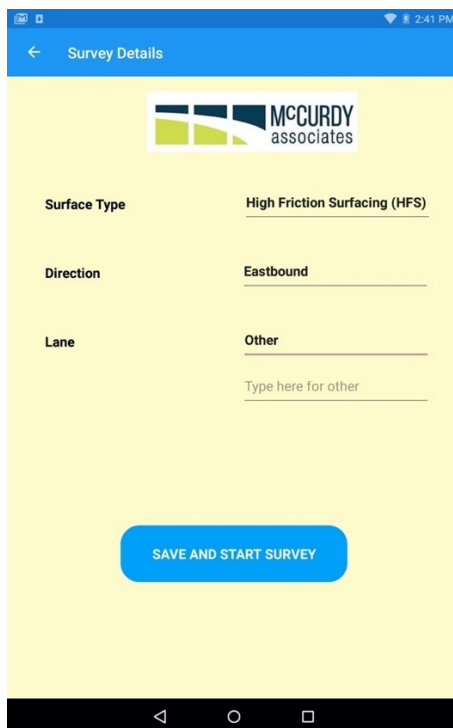 2:41 PM
Survey Details
McCURDY
associates
Surface Type High Friction Surfacing (HFS)
Direction Eastbound
Lane Other
Type here for other
SAVE AND START SURVEY